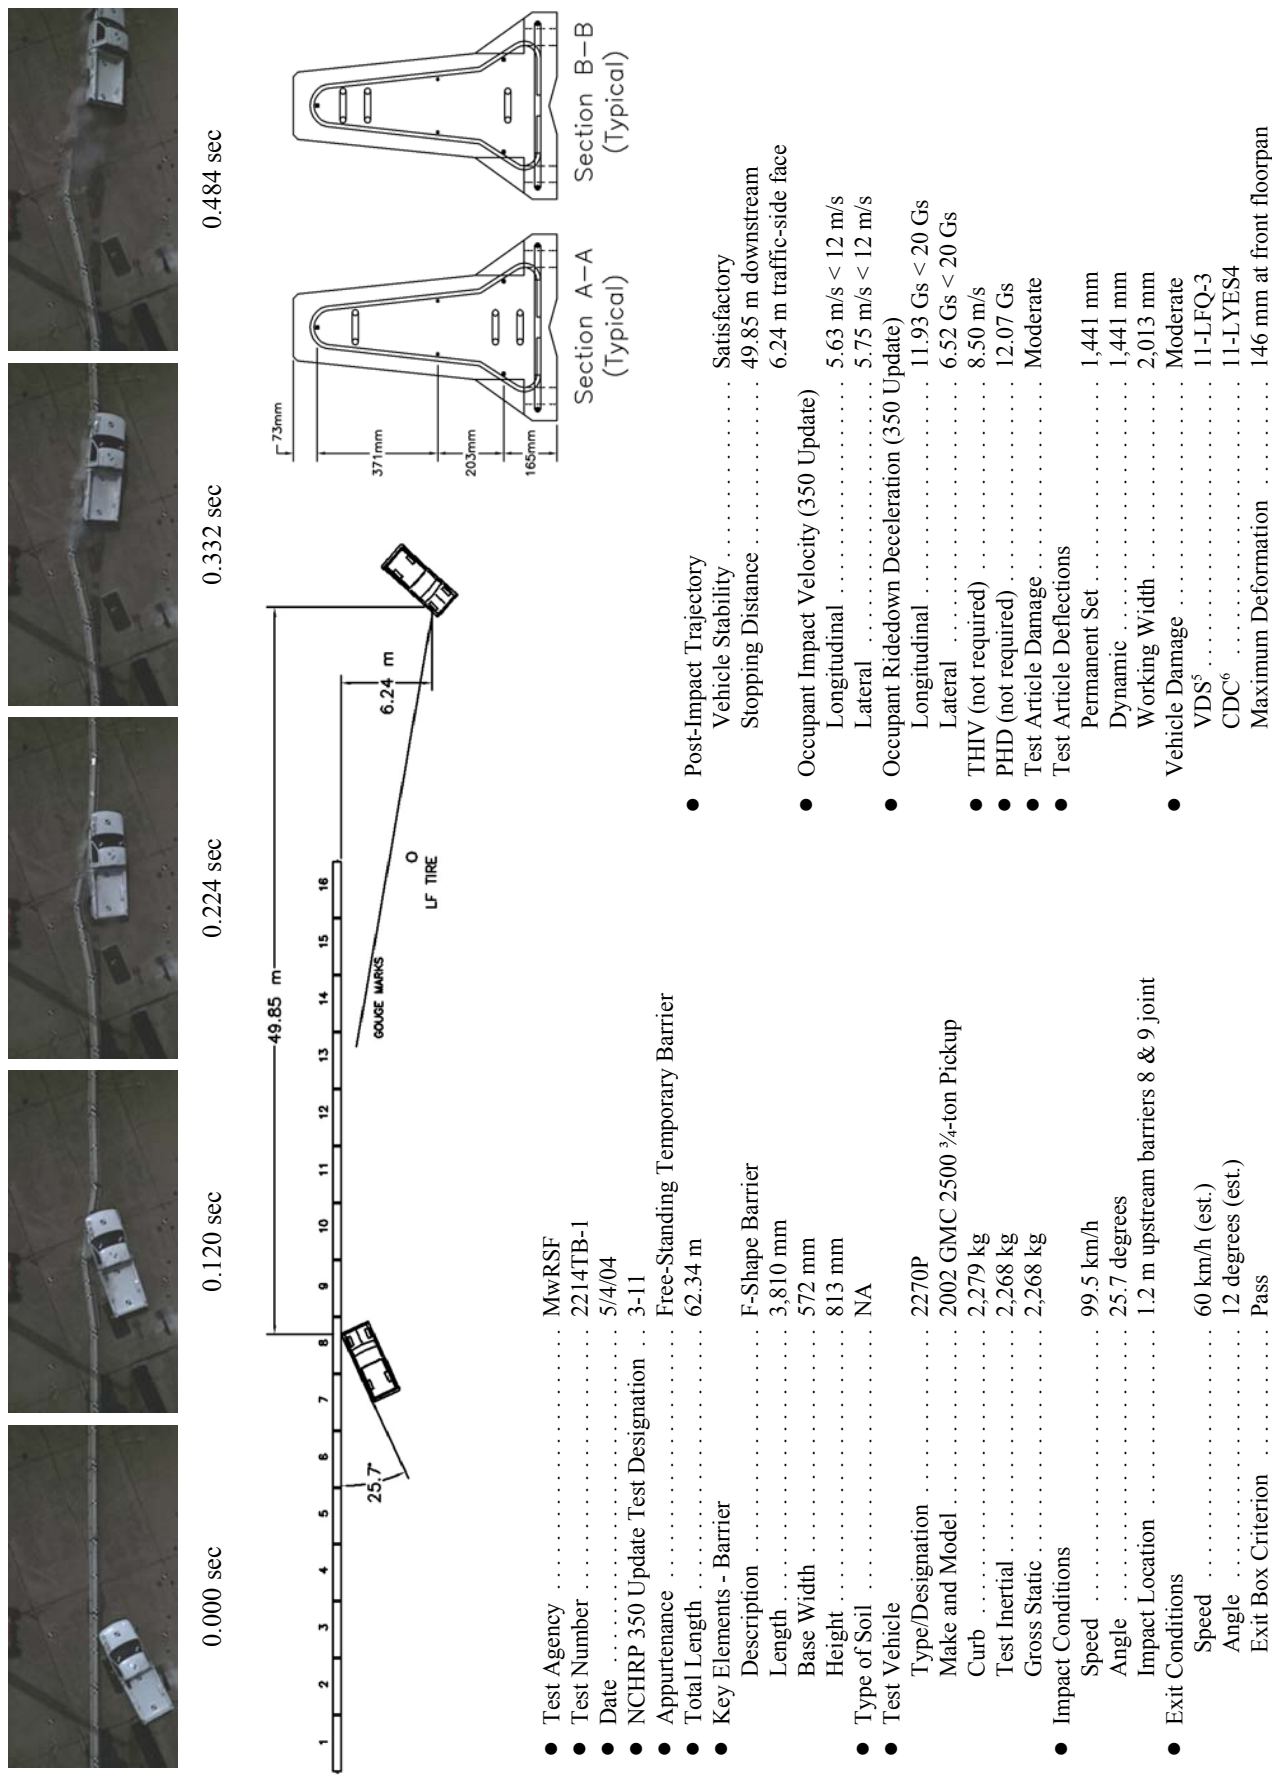 0.000 sec
0.120 sec
0.224 sec
0.332 sec
0.484 sec
49.85 m
25.7°
6.24 m
1 2 3 4 5 6 7 8 9 10 11 12 13 14 15 16
GOUGE MARKS
LF TIRE
73mm
371mm
203mm
165mm
Section A-A
(Typical)
Section B-B
(Typical)
● Test Agency . . . . . MwRSF
● Test Number . . . . . 2214TB-1
● Date . . . . . 5/4/04
● NCHRP 350 Update Test Designation . . 3-11
● Appurtenance . . . . . Free-Standing Temporary Barrier
● Total Length . . . . . 62.34 m
● Key Elements - Barrier
Description . . . . . F-Shape Barrier
Length . . . . . 3,810 mm
Base Width . . . . . 572 mm
Height . . . . . 813 mm
● Type of Soil . . . . . NA
● Test Vehicle
Type/Designation . . . . . 2270P
Make and Model . . . . . 2002 GMC 2500 ¾-ton Pickup
Curb . . . . . 2,279 kg
Test Inertial . . . . . 2,268 kg
Gross Static . . . . . 2,268 kg
● Impact Conditions
Speed . . . . . 99.5 km/h
Angle . . . . . 25.7 degrees
Impact Location . . . . . 1.2 m upstream barriers 8 & 9 joint
● Exit Conditions
Speed . . . . . 60 km/h (est.)
Angle . . . . . 12 degrees (est.)
Exit Box Criterion . . . . . Pass
● Post-Impact Trajectory
Vehicle Stability . . . . . Satisfactory
Stopping Distance . . . . . 49.85 m downstream
6.24 m traffic-side face
● Occupant Impact Velocity (350 Update)
Longitudinal . . . . . 5.63 m/s < 12 m/s
Lateral . . . . . 5.75 m/s < 12 m/s
● Occupant Ridedown Deceleration (350 Update)
Longitudinal . . . . . 11.93 Gs < 20 Gs
Lateral . . . . . 6.52 Gs < 20 Gs
● THIV (not required) . . . . . 8.50 m/s
● PHD (not required) . . . . . 12.07 Gs
● Test Article Damage . . . . . Moderate
● Test Article Deflections
Permanent Set . . . . . 1,441 mm
Dynamic . . . . . 1,441 mm
Working Width . . . . . 2,013 mm
● Vehicle Damage . . . . . Moderate
VDS⁵ . . . . . 11-LFQ-3
CDC⁶ . . . . . 11-LYES4
Maximum Deformation . . . . . 146 mm at front floorpan